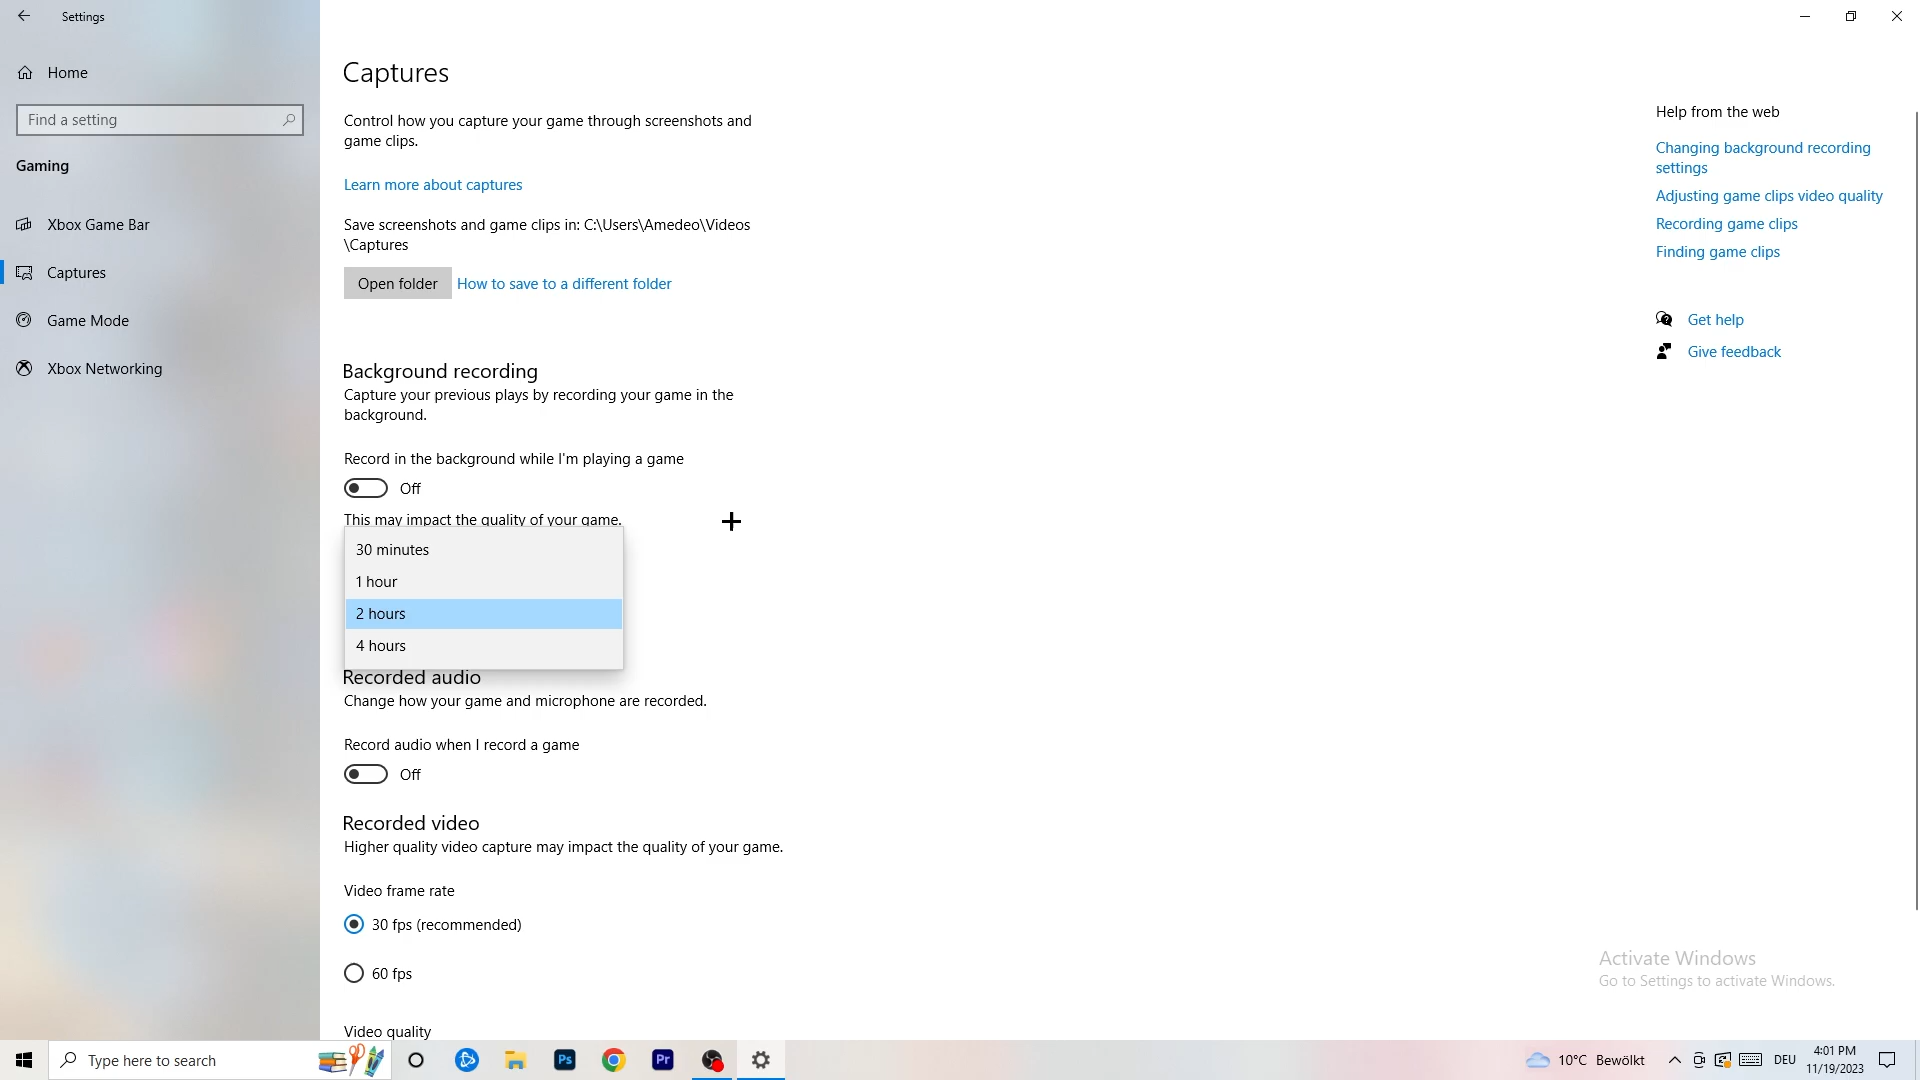 Settings
Home
Find a setting
Gaming
Xbox Game Bar
Captures
Game Mode
Xbox Networking
Captures
Control how you capture your game through screenshots and
game clips.
Learn more about captures
Save screenshots and game clips in: C:\Users\Amedeo\Videos
\Captures
Open folder
How to save to a different folder
Background recording
Capture your previous plays by recording your game in the
background.
Record in the background while I'm playing a game
Off
This may impact the quality of your game.
30 minutes
1 hour
2 hours
4 hours
Recorded audio
Change how your game and microphone are recorded.
Record audio when I record a game
Off
Recorded video
Higher quality video capture may impact the quality of your game.
Video frame rate
30 fps (recommended)
60 fps
Video quality
Help from the web
Changing background recording
settings
Adjusting game clips video quality
Recording game clips
Finding game clips
Get help
Give feedback
Activate Windows
Go to Settings to activate Windows.
Type here to search
Ps
Pr
10°C Bewölkt
DEU
4:01 PM
11/19/2023